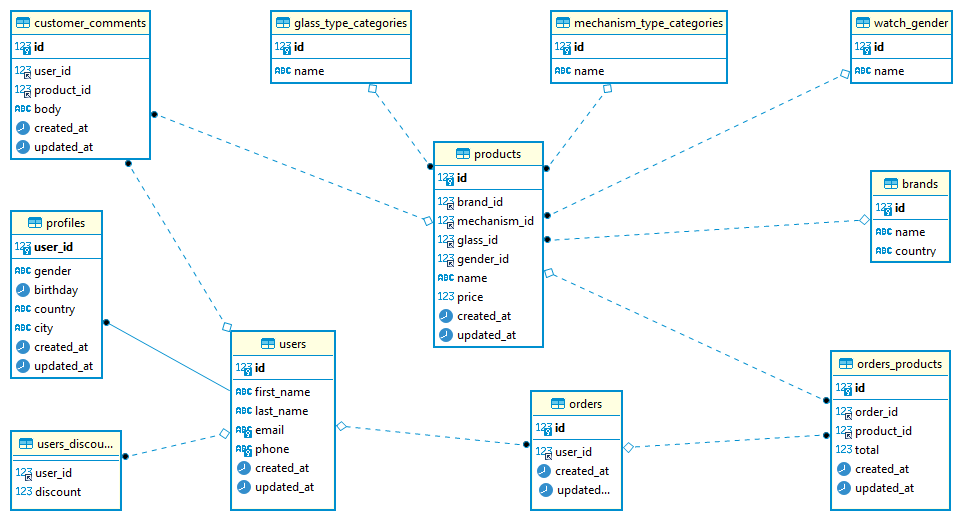 customer_comments
123 id
123 user_id
123 product_id
ABC body
created_at
updated_at
glass_type_categories
123 id
ABC name
mechanism_type_categories
123 id
ABC name
watch_gender
123 id
ABC name
products
123 id
123 brand_id
123 mechanism_id
123 glass_id
123 gender_id
ABC name
123 price
created_at
updated_at
brands
123 id
ABC name
ABC country
profiles
123 user_id
ABC gender
birthday
ABC country
ABC city
created_at
updated_at
users
123 id
ABC first_name
ABC last_name
ABC email
ABC phone
created_at
updated_at
orders_products
123 id
123 order_id
123 product_id
123 total
created_at
updated_at
orders
123 id
123 user_id
created_at
updated...
users_discou...
123 user_id
123 discount